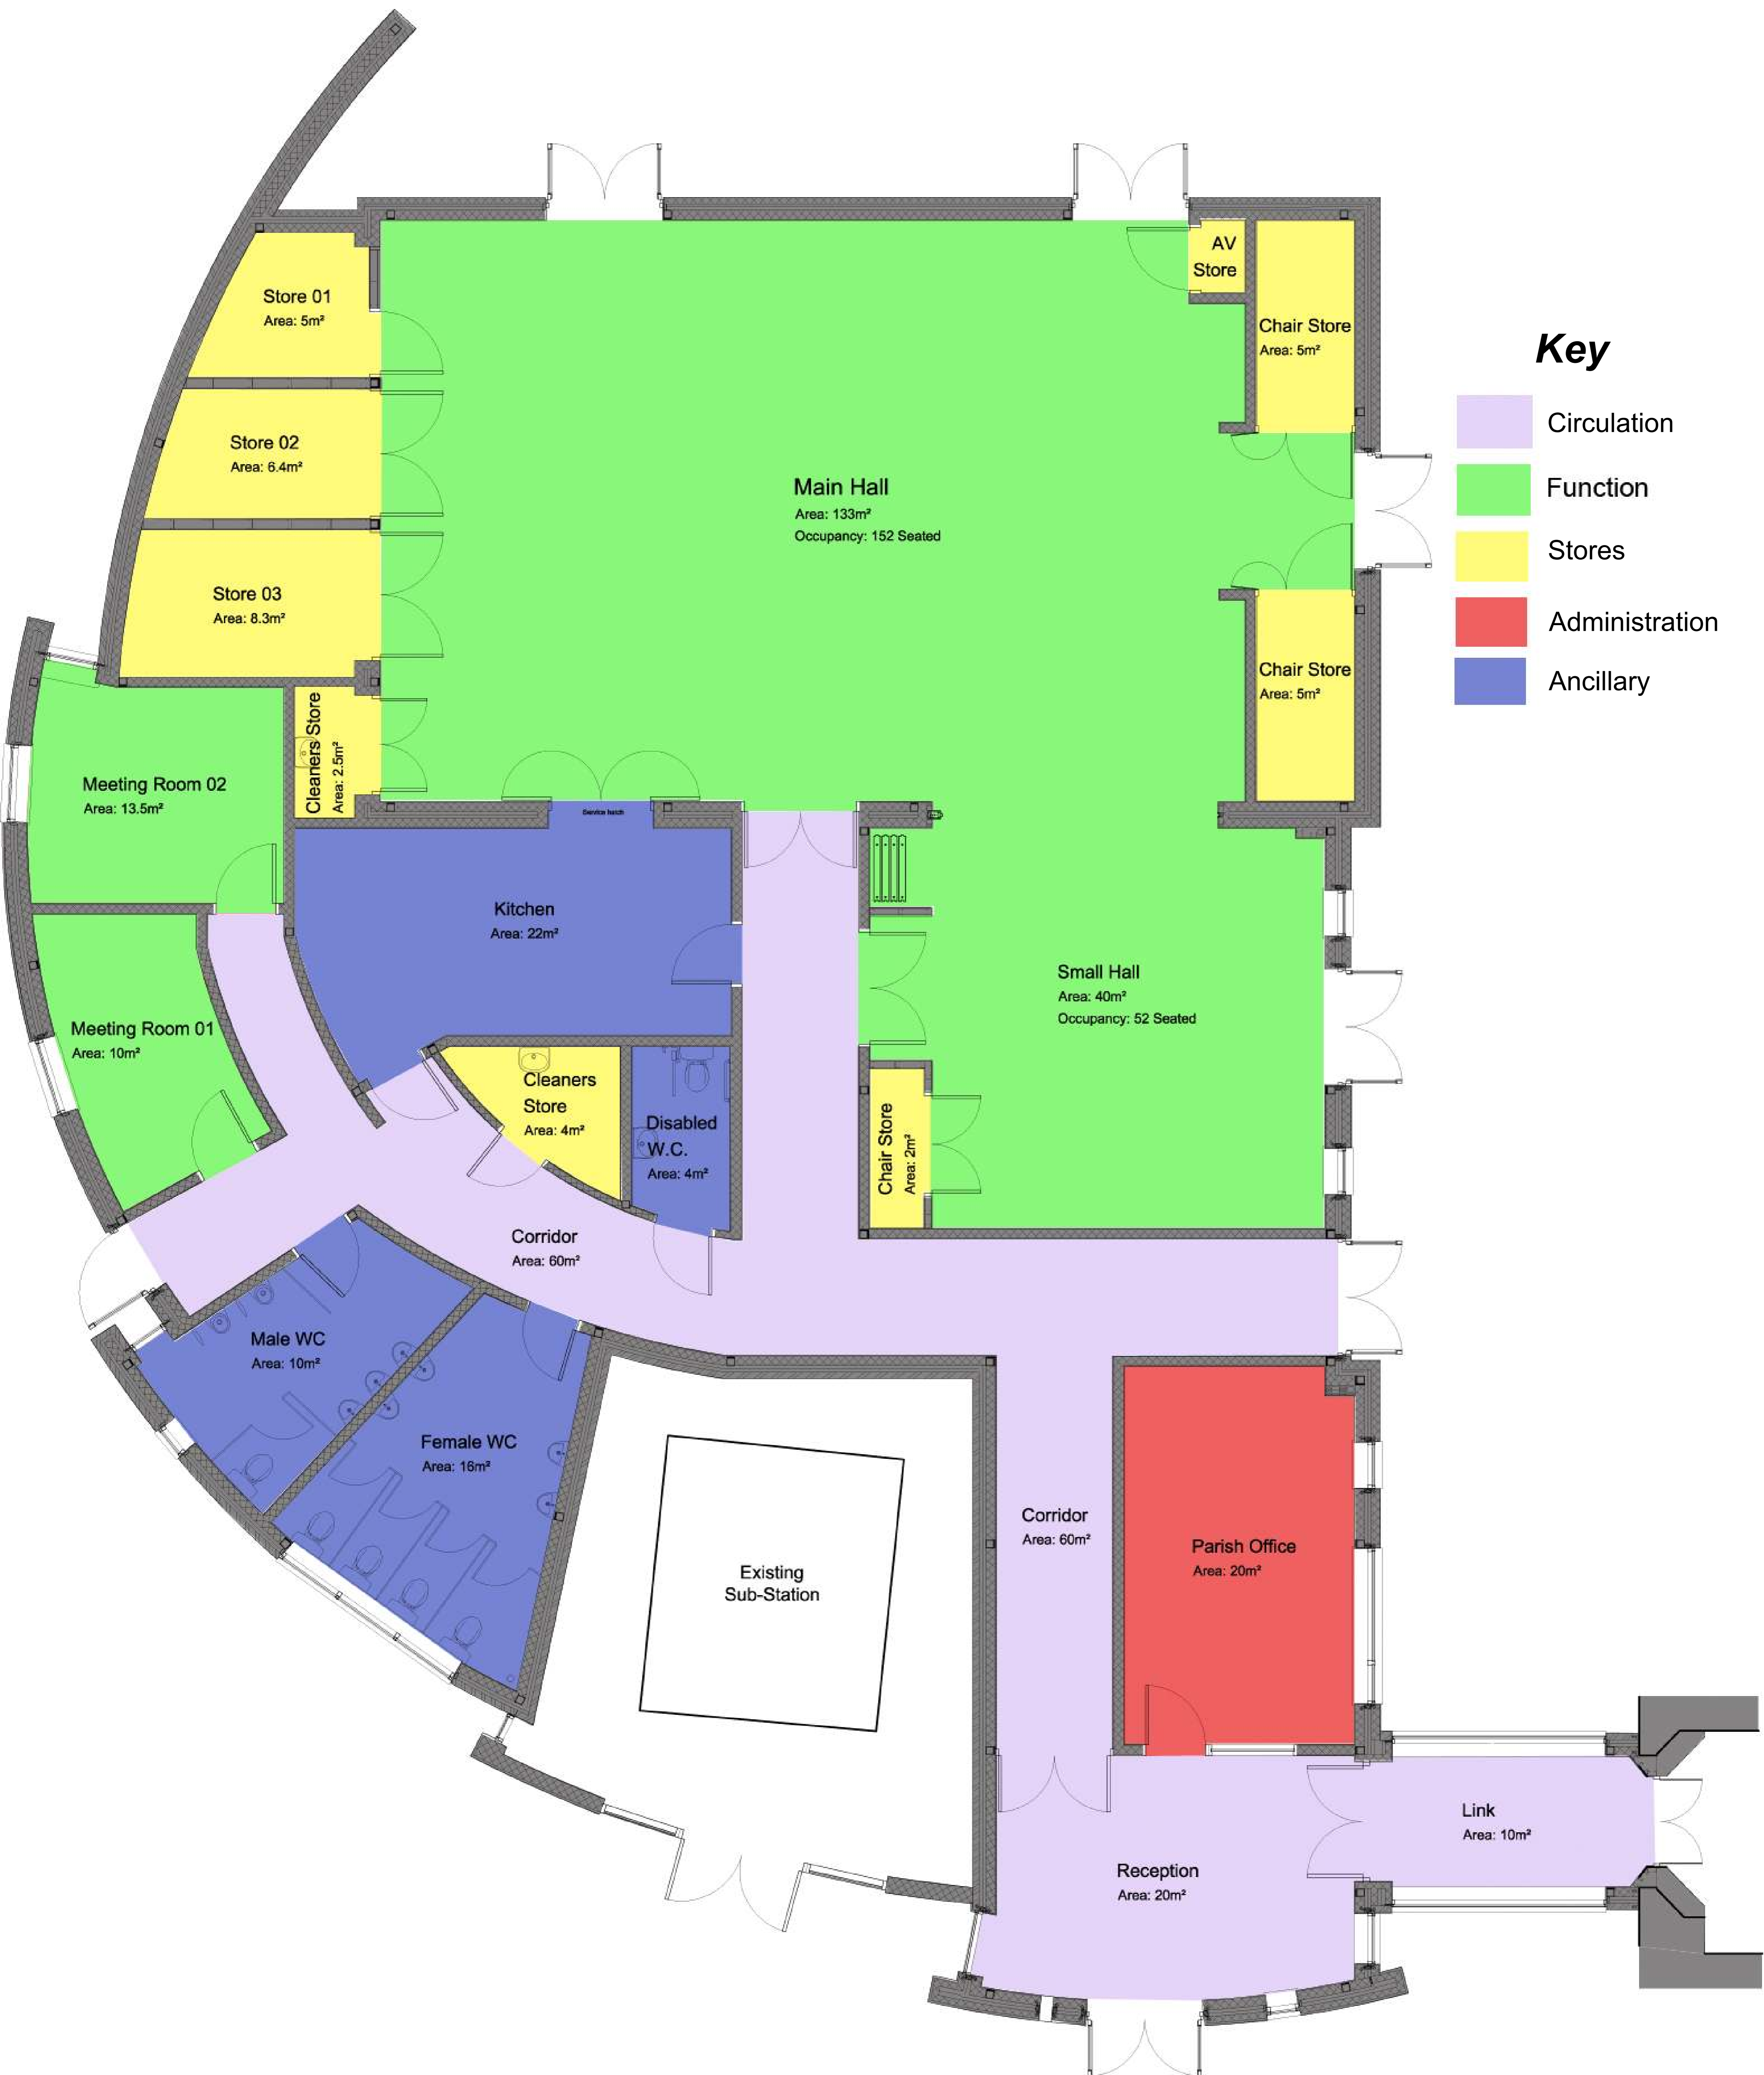 AV
Store
Store 01
Area: 5m²
Chair Store
Area: 5m²
Key
Circulation
Function
Stores
Administration
Ancillary
Store 02
Area: 6.4m²
Main Hall
Area: 133m²
Occupancy: 152 Seated
Store 03
Area: 8.3m²
Chair Store
Area: 5m²
Cleaners Store
Area: 2.5m²
Meeting Room 02
Area: 13.5m²
Service hatch
Kitchen
Area: 22m²
Small Hall
Area: 40m²
Occupancy: 52 Seated
Meeting Room 01
Area: 10m²
Cleaners
Store
Area: 4m²
Disabled
W.C.
Area: 4m²
Chair Store
Area: 2m²
Corridor
Area: 60m²
Male WC
Area: 10m²
Female WC
Area: 16m²
Corridor
Area: 60m²
Parish Office
Area: 20m²
Existing
Sub-Station
Link
Area: 10m²
Reception
Area: 20m²